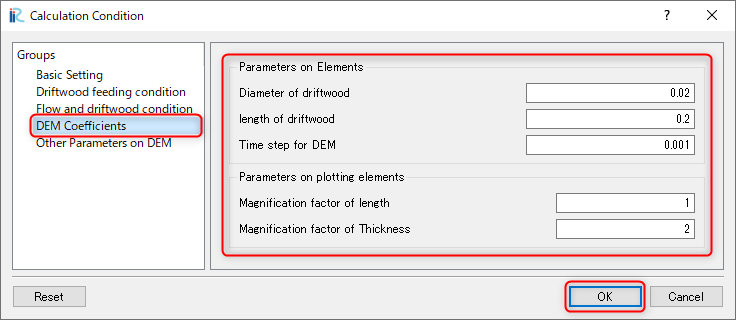 Calculation Condition
Groups
Basic Setting
Driftwood feeding condition
Flow and driftwood condition
DEM Coefficients
Other Parameters on DEM
Parameters on Elements
Diameter of driftwood 0.02
length of driftwood 0.2
Time step for DEM 0.001
Parameters on plotting elements
Magnification factor of length 1
Magnification factor of Thickness 2
Reset OK Cancel